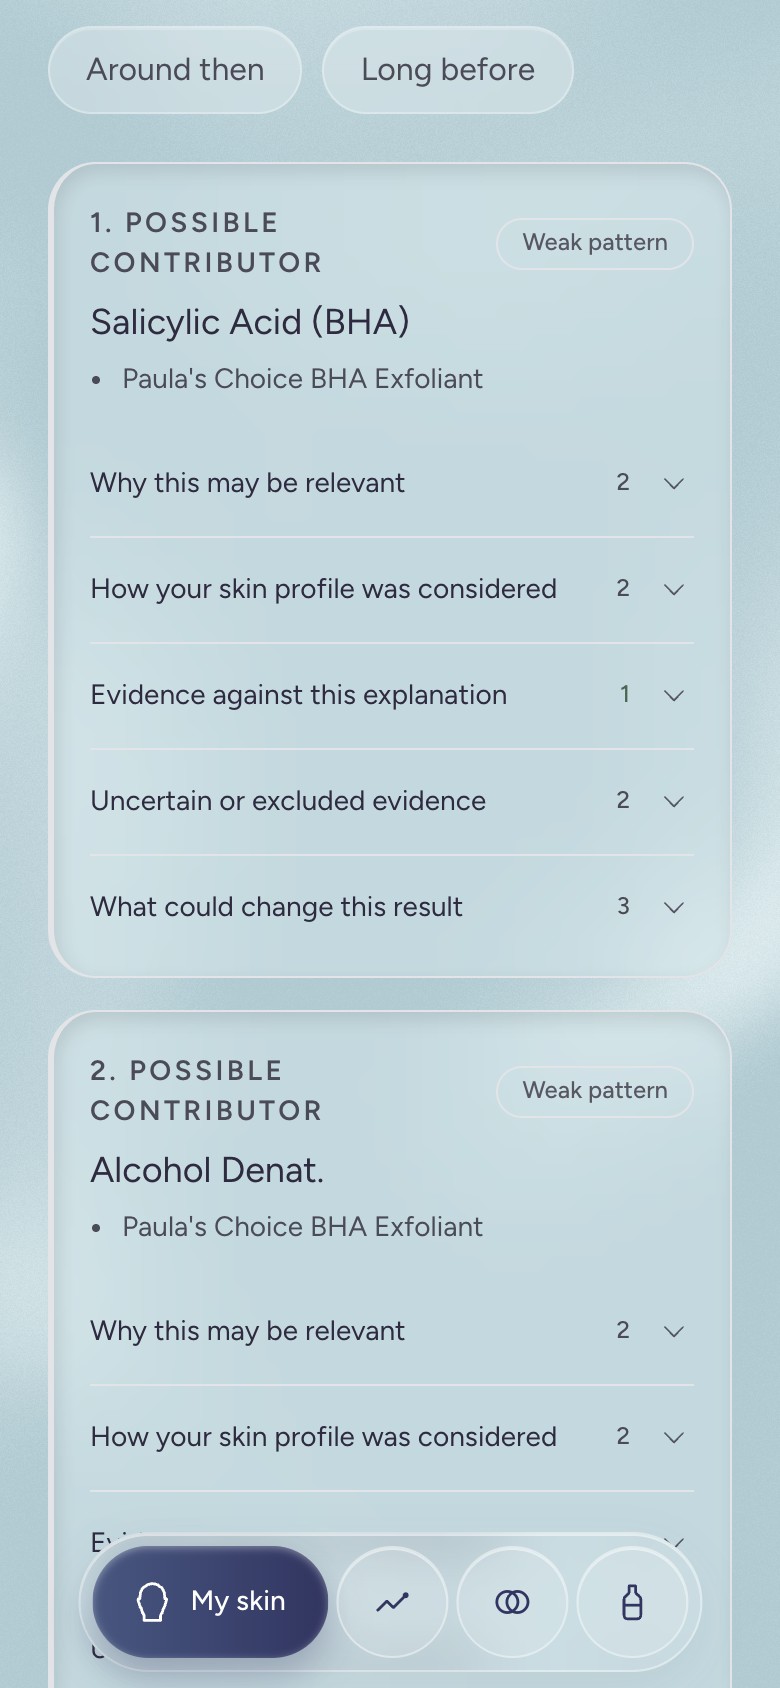 Around then
Long before
1. POSSIBLE
CONTRIBUTOR
Weak pattern
Salicylic Acid (BHA)
• Paula's Choice BHA Exfoliant
Why this may be relevant 2
How your skin profile was considered 2
Evidence against this explanation 1
Uncertain or excluded evidence 2
What could change this result 3
2. POSSIBLE
CONTRIBUTOR
Weak pattern
Alcohol Denat.
• Paula's Choice BHA Exfoliant
Why this may be relevant 2
How your skin profile was considered 2
My skin